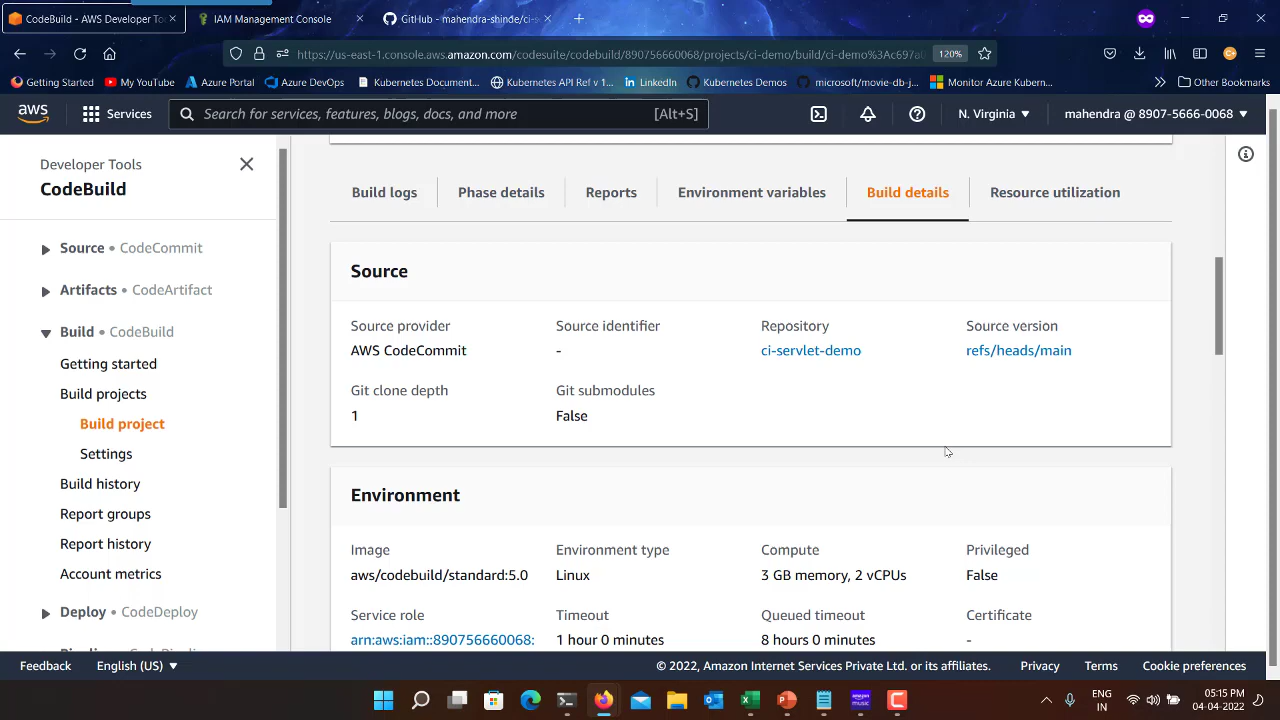 CodeBuild - AWS Developer To
IAM Management Console
GitHub - mahendra-shinde/ci-s
https://us-east-1.console.aws.amazon.com/codesuite/codebuild/890756660068/projects/ci-demo/build/ci-demo%3Ac697a
120%
Getting Started
My YouTube
Azure Portal
Azure DevOps
Kubernetes Documen...
Kubernetes API Ref v 1...
LinkedIn
Kubernetes Demos
microsoft/movie-db-j...
Monitor Azure Kubern...
Other Bookmarks
aws
Services
Search for services, features, blogs, docs, and more
[Alt+S]
N. Virginia ▼
mahendra @ 8907-5666-0068 ▼
Developer Tools
CodeBuild
Source • CodeCommit
Artifacts • CodeArtifact
Build • CodeBuild
Getting started
Build projects
Build project
Settings
Build history
Report groups
Report history
Account metrics
Deploy • CodeDeploy
Build logs
Phase details
Reports
Environment variables
Build details
Resource utilization
Source
Source provider
Source identifier
Repository
Source version
AWS CodeCommit
-
ci-servlet-demo
refs/heads/main
Git clone depth
Git submodules
1
False
Environment
Image
Environment type
Compute
Privileged
aws/codebuild/standard:5.0
Linux
3 GB memory, 2 vCPUs
False
Service role
Timeout
Queued timeout
Certificate
arn:aws:iam::890756660068:
1 hour 0 minutes
8 hours 0 minutes
-
Feedback
English (US) ▼
© 2022, Amazon Internet Services Private Ltd. or its affiliates.
Privacy
Terms
Cookie preferences
amazon music
ENG
IN
05:15 PM
04-04-2022